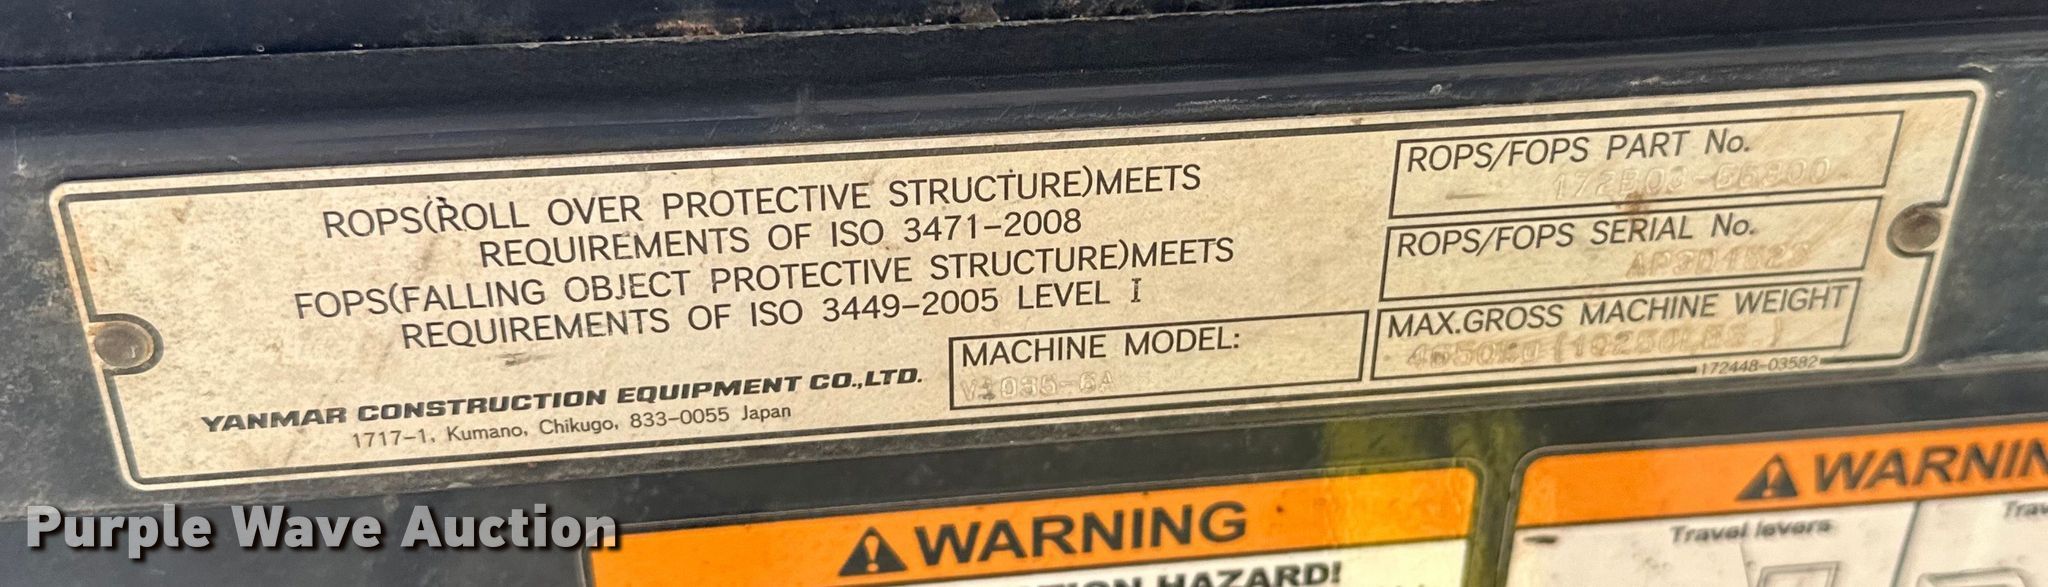 ROPS(ROLL OVER PROTECTIVE STRUCTURE)MEETS
REQUIREMENTS OF ISO 3471-2008
FOPS(FALLING OBJECT PROTECTIVE STRUCTURE)MEETS
REQUIREMENTS OF ISO 3449-2005 LEVEL I
YANMAR CONSTRUCTION EQUIPMENT CO.,LTD.
1717-1, Kumano, Chikugo, 833-0055 Japan
MACHINE MODEL:
ROPS/FOPS PART No.
ROPS/FOPS SERIAL No.
MAX.GROSS MACHINE WEIGHT
172448-03582
WARNING
HAZARD!
WARNIN
Travel levers
Purple Wave Auction